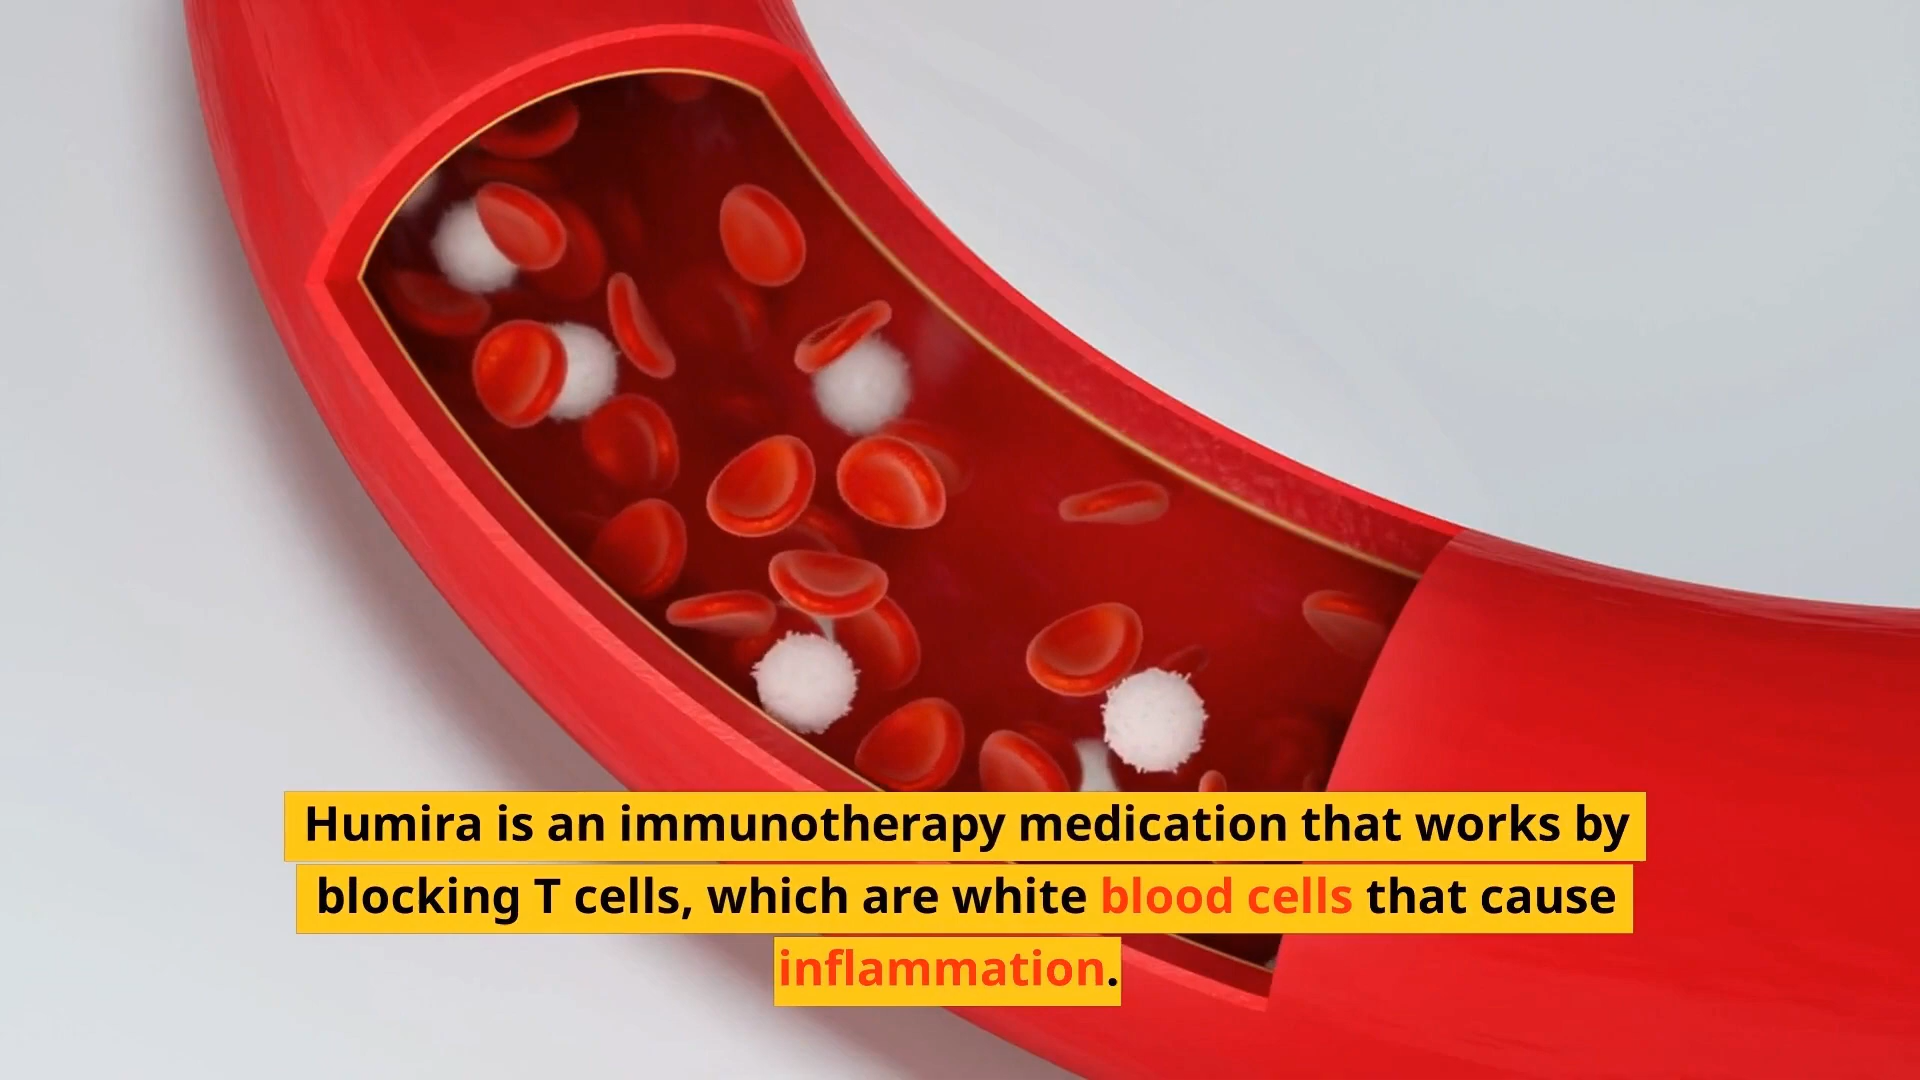 Humira is an immunotherapy medication that works by
blocking T cells, which are white blood cells that cause
inflammation.